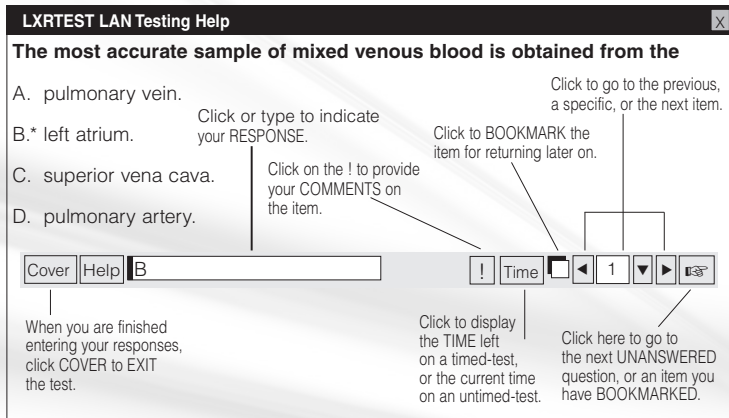 LXRTEST LAN Testing Help
X
The most accurate sample of mixed venous blood is obtained from the
A. pulmonary vein.
B.* left atrium.
C. superior vena cava.
D. pulmonary artery.
Click or type to indicate
your RESPONSE.
Click on the ! to provide
your COMMENTS on
the item.
Click to BOOKMARK the
item for returning later on.
Click to go to the previous,
a specific, or the next item.
Cover Help B ! Time 1
When you are finished
entering your responses,
click COVER to EXIT
the test.
Click to display
the TIME left
on a timed-test,
or the current time
on an untimed-test.
Click here to go to
the next UNANSWERED
question, or an item you
have BOOKMARKED.